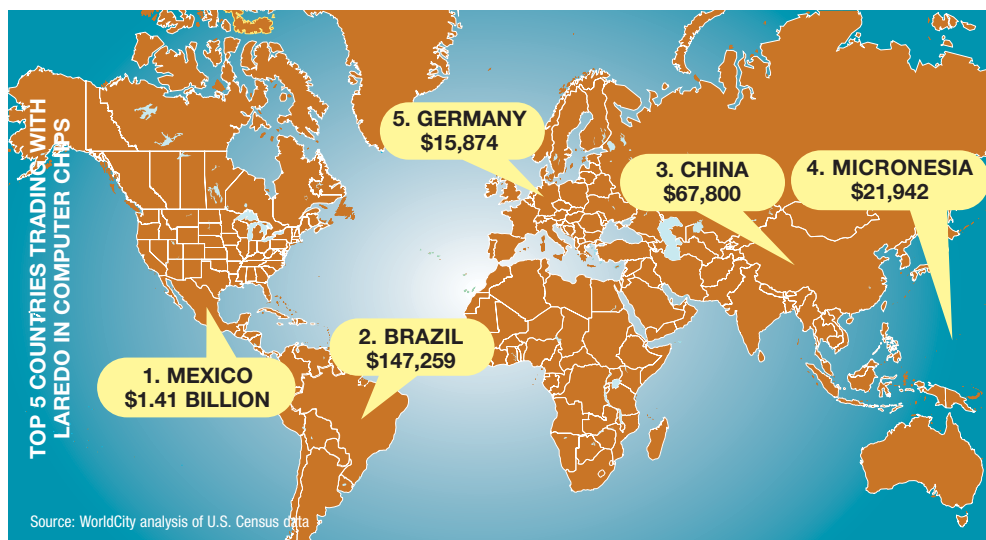 TOP 5 COUNTRIES TRADING WITH
LAREDO IN COMPUTER CHIPS
5. GERMANY
$15,874
3. CHINA
$67,800
4. MICRONESIA
$21,942
2. BRAZIL
$147,259
1. MEXICO
$1.41 BILLION
Source: WorldCity analysis of U.S. Census data